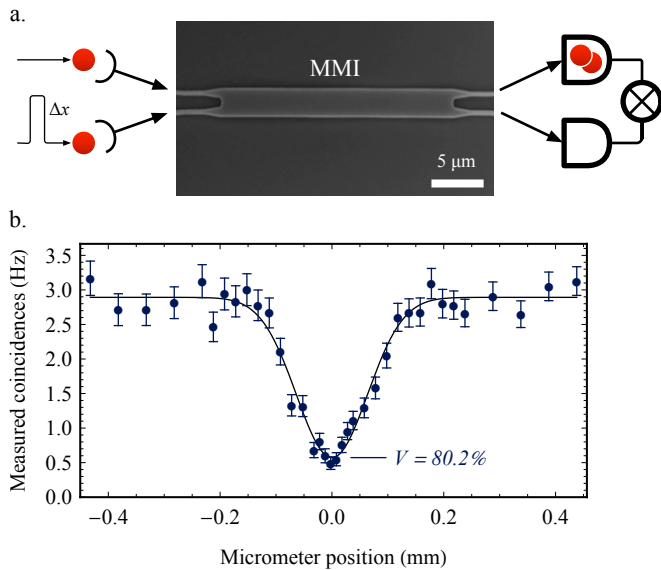 a.
Δx
MMI
5 μm
b.
Measured coincidences (Hz)
3.5
3.0
2.5
2.0
1.5
1.0
0.5
0.0
V = 80.2%
−0.4
−0.2
0.0
0.2
0.4
Micrometer position (mm)